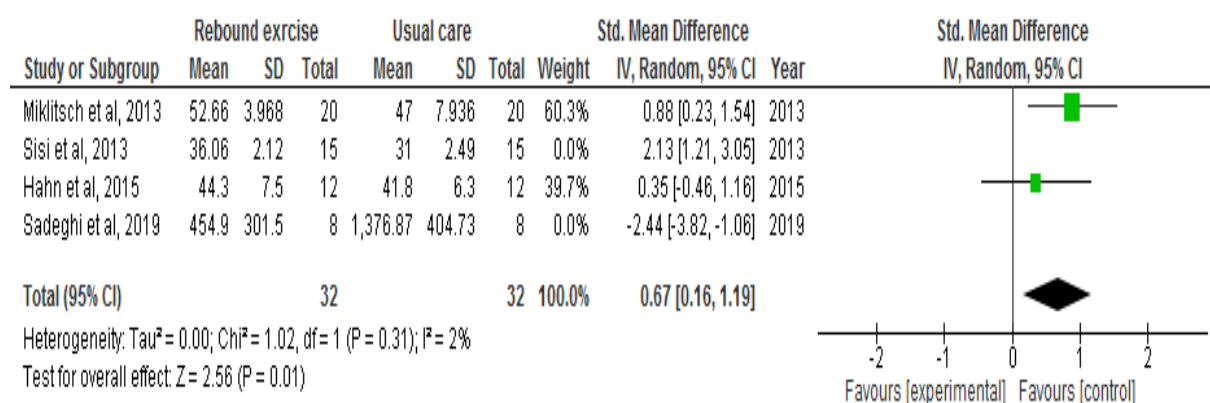 Rebound exrcise Usual care Std. Mean Difference Std. Mean Difference
Study or Subgroup Mean SD Total Mean SD Total Weight IV, Random, 95% CI Year IV, Random, 95% CI
Miklitsch et al, 2013 52.66 3.968 20 47 7.936 20 60.3% 0.88 [0.23, 1.54] 2013
Sisi et al, 2013 36.06 2.12 15 31 2.49 15 0.0% 2.13 [1.21, 3.05] 2013
Hahn et al, 2015 44.3 7.5 12 41.8 6.3 12 39.7% 0.35 [-0.46, 1.16] 2015
Sadeghi et al, 2019 454.9 301.5 8 1,376.87 404.73 8 0.0% -2.44 [-3.82, -1.06] 2019
Total (95% CI) 32 32 100.0% 0.67 [0.16, 1.19]
Heterogeneity: Tau² = 0.00; Chi² = 1.02, df = 1 (P = 0.31); I² = 2%
Test for overall effect: Z = 2.56 (P = 0.01)
-2 -1 0 1 2
Favours [experimental] Favours [control]